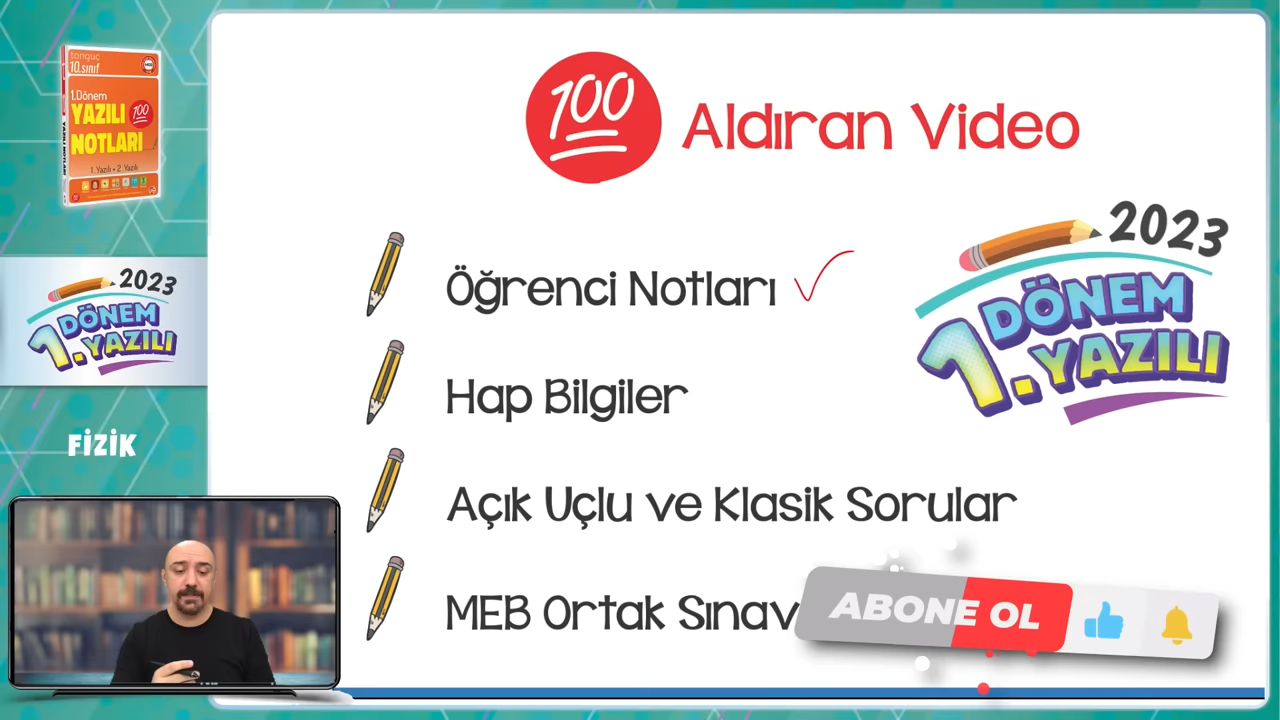 tonguç
10.sınıf
1.Dönem
YAZILI 100
NOTLARI
1. Yazılı • 2. Yazılı
YAZILI NOTLARI
2023
1. DÖNEM
YAZILI
FİZİK
100 Aldıran Video
Öğrenci Notları
Hap Bilgiler
Açık Uçlu ve Klasik Sorular
MEB Ortak Sınav
2023
1. DÖNEM
YAZILI
ABONE OL